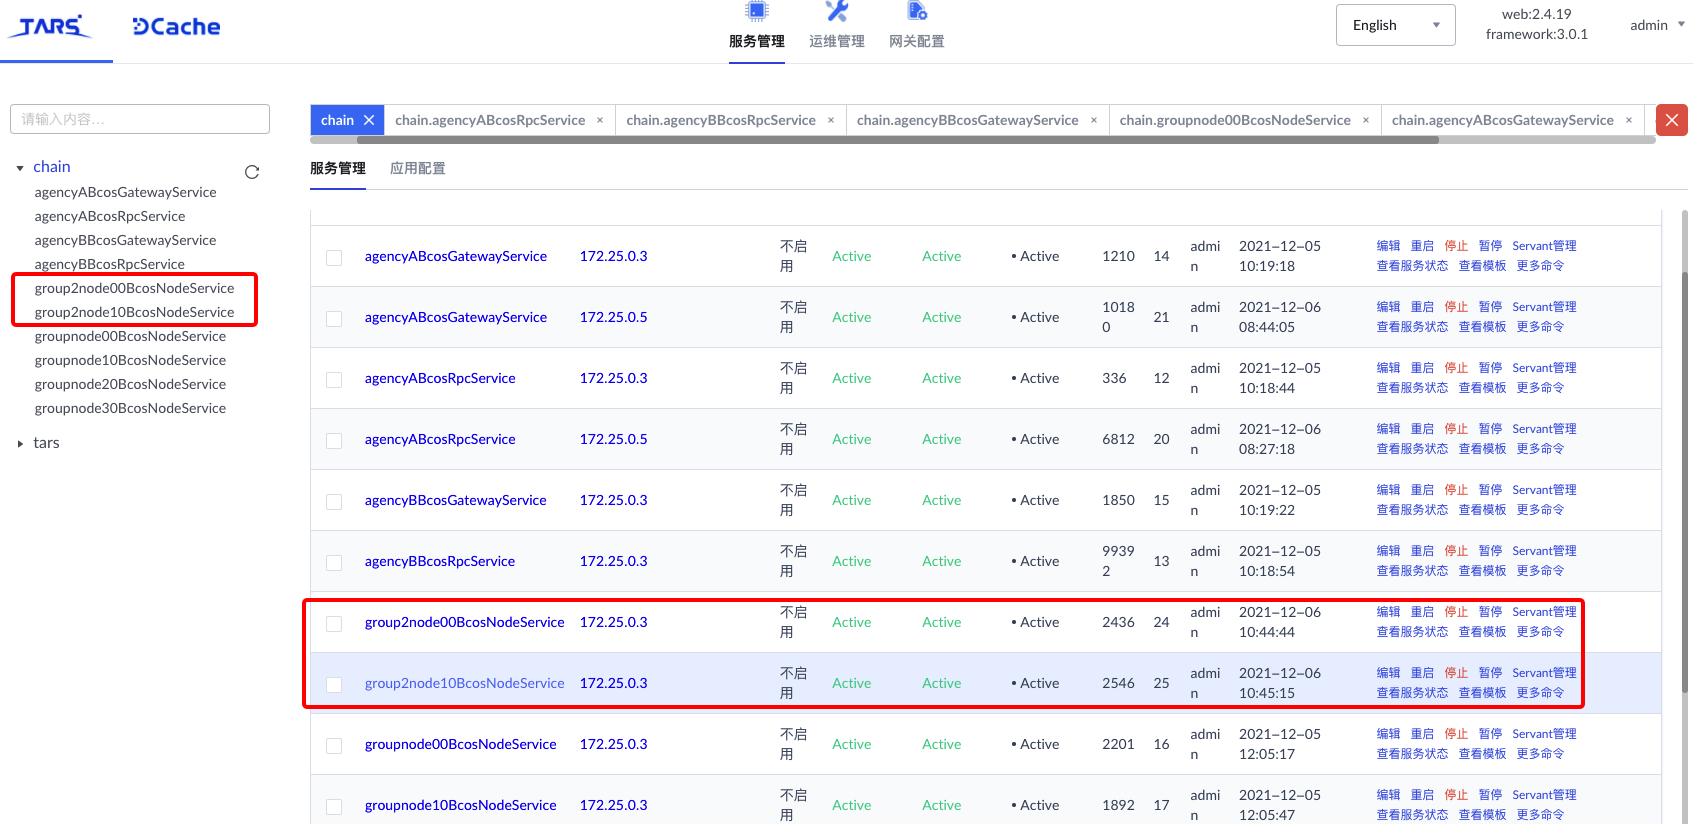 TARS
DCache
服务管理
运维管理
网关配置
English
web:2.4.19
framework:3.0.1
admin
请输入内容...
chain
agencyABcosGatewayService
agencyABcosRpcService
agencyBBcosGatewayService
agencyBBcosRpcService
group2node00BcosNodeService
group2node10BcosNodeService
groupnode00BcosNodeService
groupnode10BcosNodeService
groupnode20BcosNodeService
groupnode30BcosNodeService
tars
chain × chain.agencyABcosRpcService × chain.agencyBBcosRpcService × chain.agencyBBcosGatewayService × chain.groupnode00BcosNodeService × chain.agencyABcosGatewayService ×
服务管理 应用配置
agencyABcosGatewayService 172.25.0.3 不启用 Active Active • Active 1210 14 admin 2021-12-05 10:19:18 编辑 重启 停止 暂停 Servant管理
查看服务状态 查看模板 更多命令
agencyABcosGatewayService 172.25.0.5 不启用 Active Active • Active 10180 21 admin 2021-12-06 08:44:05 编辑 重启 停止 暂停 Servant管理
查看服务状态 查看模板 更多命令
agencyABcosRpcService 172.25.0.3 不启用 Active Active • Active 336 12 admin 2021-12-05 10:18:44 编辑 重启 停止 暂停 Servant管理
查看服务状态 查看模板 更多命令
agencyABcosRpcService 172.25.0.5 不启用 Active Active • Active 6812 20 admin 2021-12-06 08:27:18 编辑 重启 停止 暂停 Servant管理
查看服务状态 查看模板 更多命令
agencyBBcosGatewayService 172.25.0.3 不启用 Active Active • Active 1850 15 admin 2021-12-05 10:19:22 编辑 重启 停止 暂停 Servant管理
查看服务状态 查看模板 更多命令
agencyBBcosRpcService 172.25.0.3 不启用 Active Active • Active 99392 13 admin 2021-12-05 10:18:54 编辑 重启 停止 暂停 Servant管理
查看服务状态 查看模板 更多命令
group2node00BcosNodeService 172.25.0.3 不启用 Active Active • Active 2436 24 admin 2021-12-06 10:44:44 编辑 重启 停止 暂停 Servant管理
查看服务状态 查看模板 更多命令
group2node10BcosNodeService 172.25.0.3 不启用 Active Active • Active 2546 25 admin 2021-12-06 10:45:15 编辑 重启 停止 暂停 Servant管理
查看服务状态 查看模板 更多命令
groupnode00BcosNodeService 172.25.0.3 不启用 Active Active • Active 2201 16 admin 2021-12-05 12:05:17 编辑 重启 停止 暂停 Servant管理
查看服务状态 查看模板 更多命令
groupnode10BcosNodeService 172.25.0.3 不启用 Active Active • Active 1892 17 admin 2021-12-05 12:05:47 编辑 重启 停止 暂停 Servant管理
查看服务状态 查看模板 更多命令